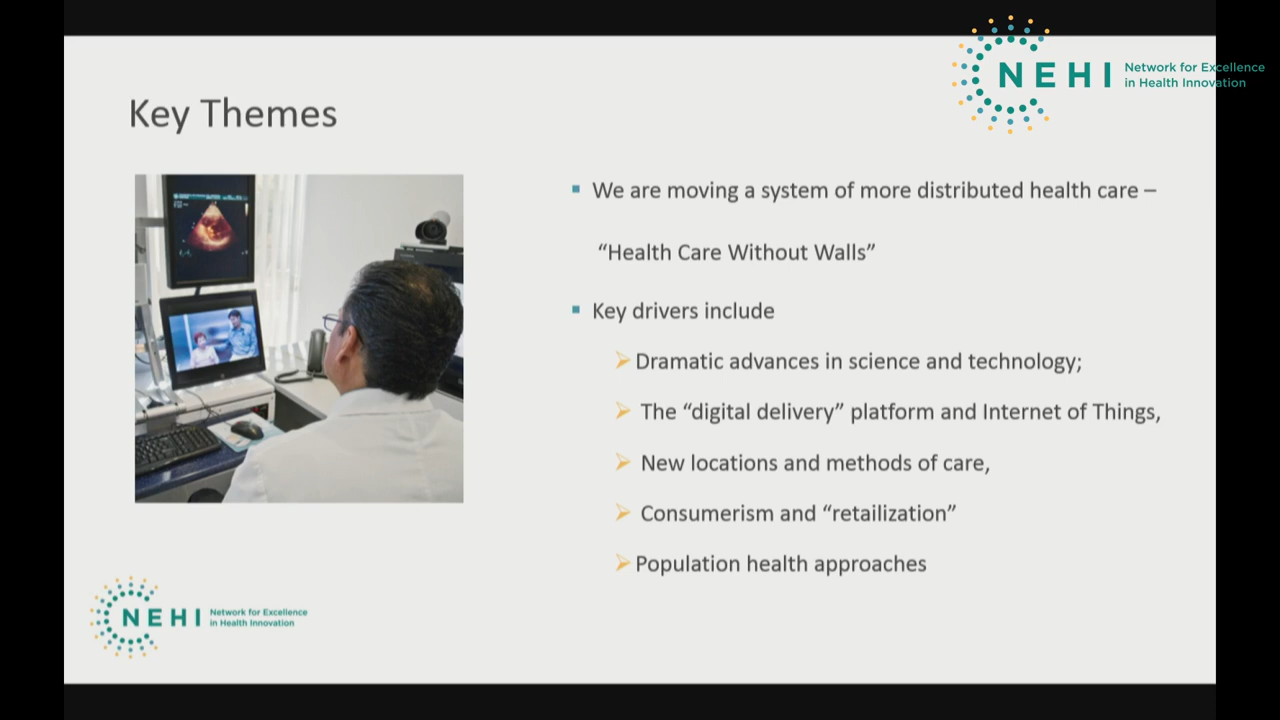 NEHI Network for Excellence
in Health Innovation
Key Themes
We are moving a system of more distributed health care –
“Health Care Without Walls”
Key drivers include
Dramatic advances in science and technology;
The “digital delivery” platform and Internet of Things,
New locations and methods of care,
Consumerism and “retailization”
Population health approaches
NEHI Network for Excellence
in Health Innovation